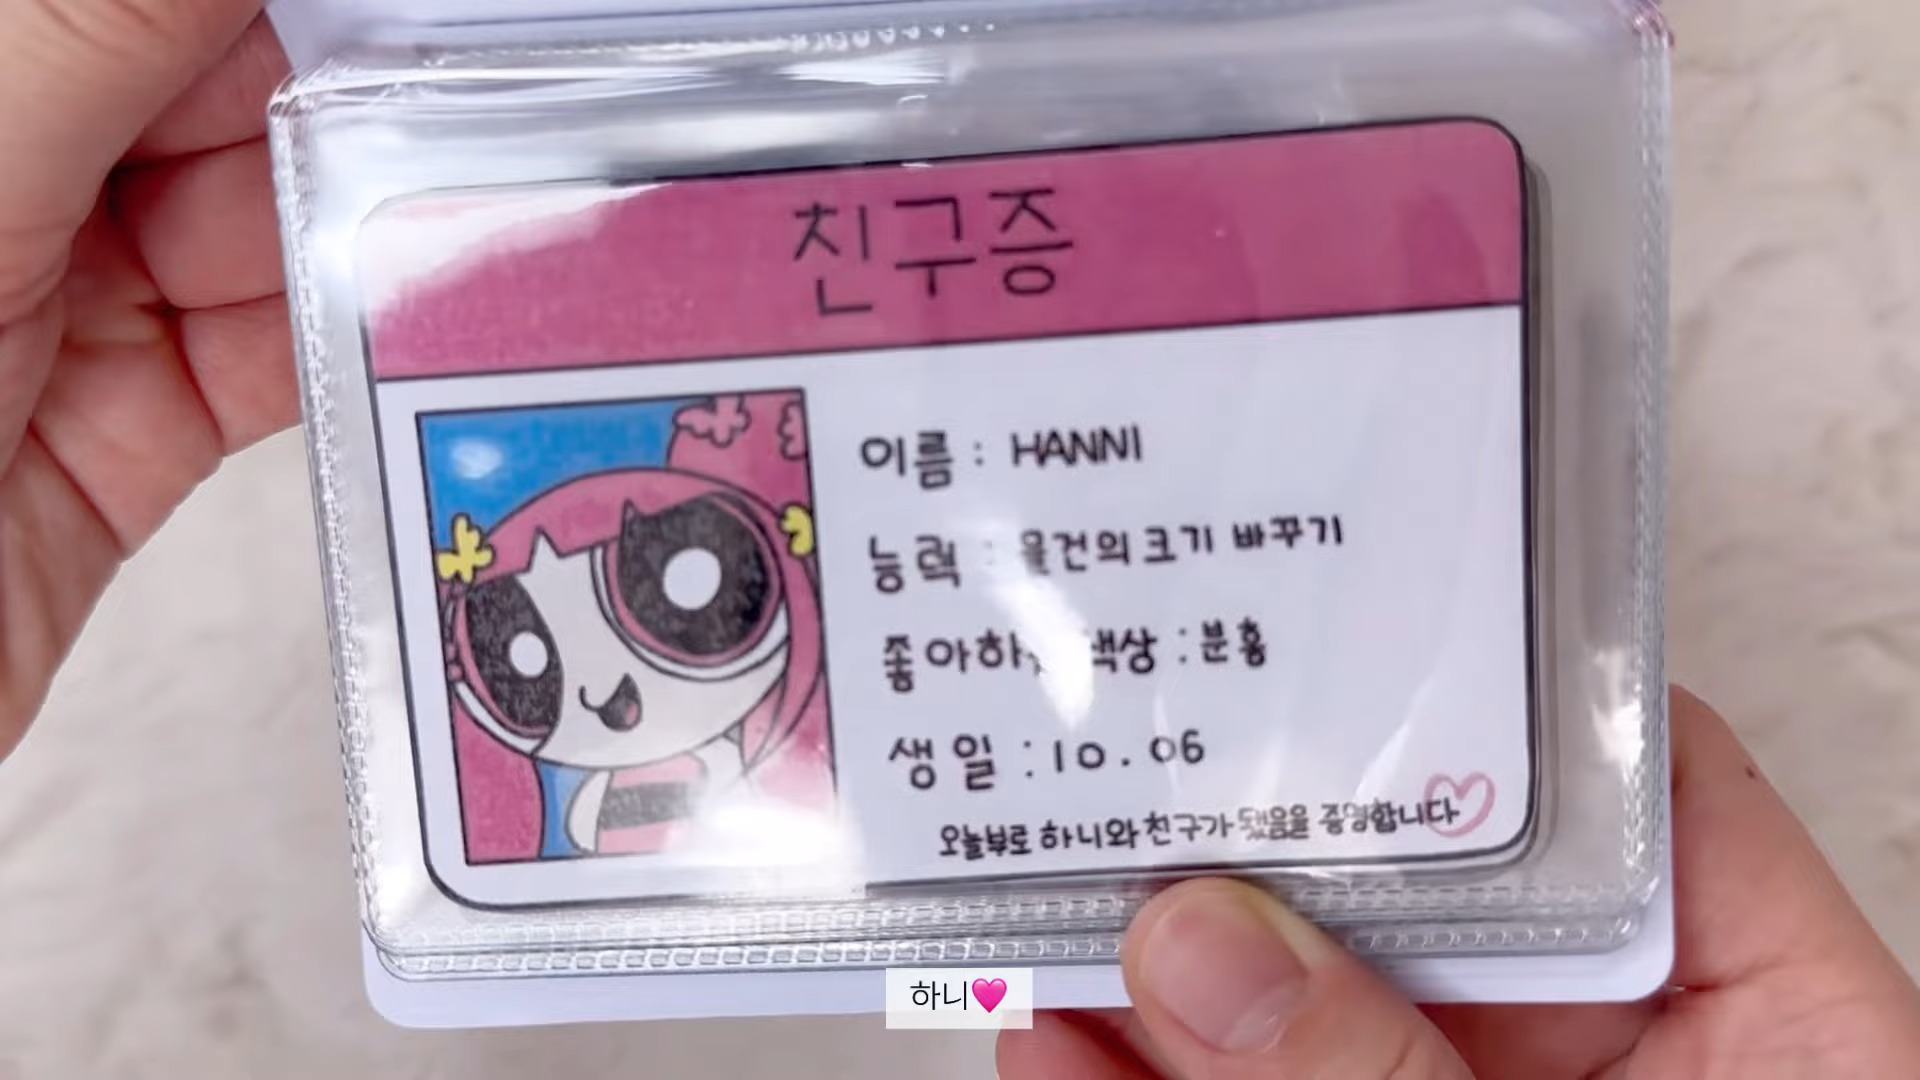 친구증
이름 : HANNI
능력 : 물건의 크기 바꾸기
좋아하는 색상 : 분홍
생일 : 10. 06
오늘부로 하니와 친구가 됐음을 증명합니다
하니🩷